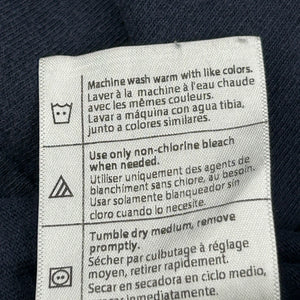 Machine wash warm with like colors.
Laver à la machine à l'eau chaude
avec les mêmes couleurs.
Lavar a máquina con agua tibia,
junto a colores similares.
Use only non-chlorine bleach
when needed.
Utiliser uniquement des agents de
blanchiment sans chlore, au besoin.
Usar solamente blanqueador sin
cloro cuando lo necesite.
Tumble dry medium, remove
promptly.
Sécher par culbutage à réglage
moyen, retirer rapidement.
Secar en secadora en ciclo medio,
inmediatamente.